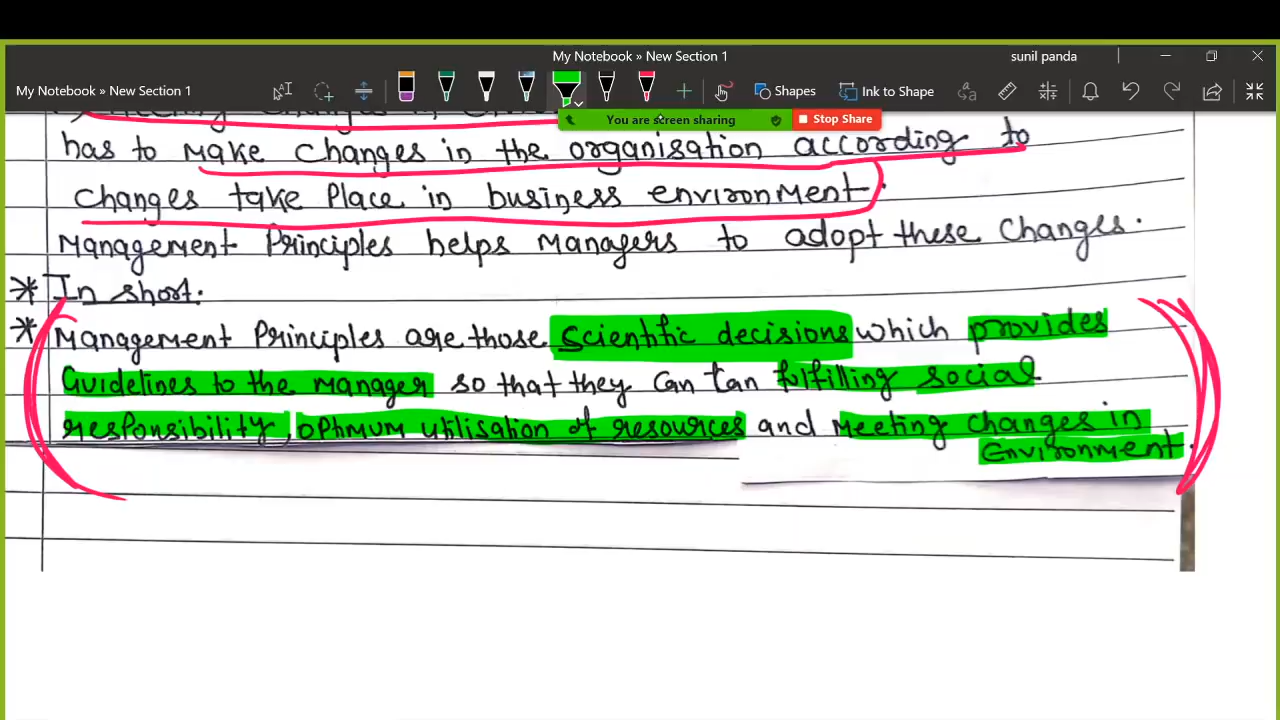 My Notebook » New Section 1
sunil panda
My Notebook » New Section 1
Shapes
Ink to Shape
You are screen sharing
Stop Share
has to make changes in the organisation according to
changes take Place in business environment.
Management Principles helps Managers to adopt these changes.
* In short.
* Management Principles are those scientific decisions which provides
Guidelines to the manager so that they can tan fulfilling social
responsibility, optimum utilisation of resources and Meeting changes in
Environment.